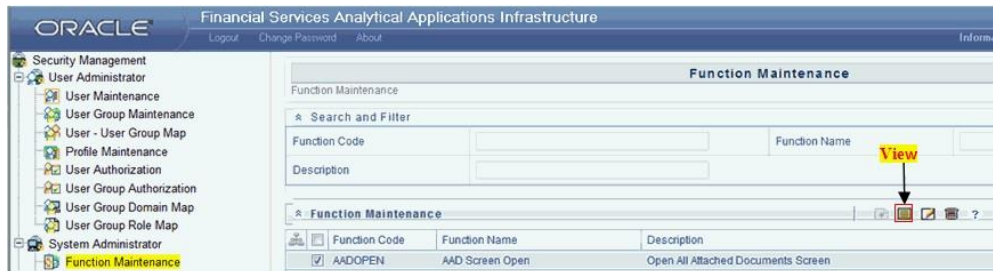 ORACLE
Financial Services Analytical Applications Infrastructure
Logout Change Password About
Security Management
User Administrator
User Maintenance
User Group Maintenance
User - User Group Map
Profile Maintenance
User Authorization
User Group Authorization
User Group Domain Map
User Group Role Map
System Administrator
Function Maintenance
Function Maintenance
Function Maintenance
Search and Filter
Function Code Function Name
View
Description
Function Maintenance ?
Function Code Function Name Description
AADOPEN AAD Screen Open Open All Attached Documents Screen